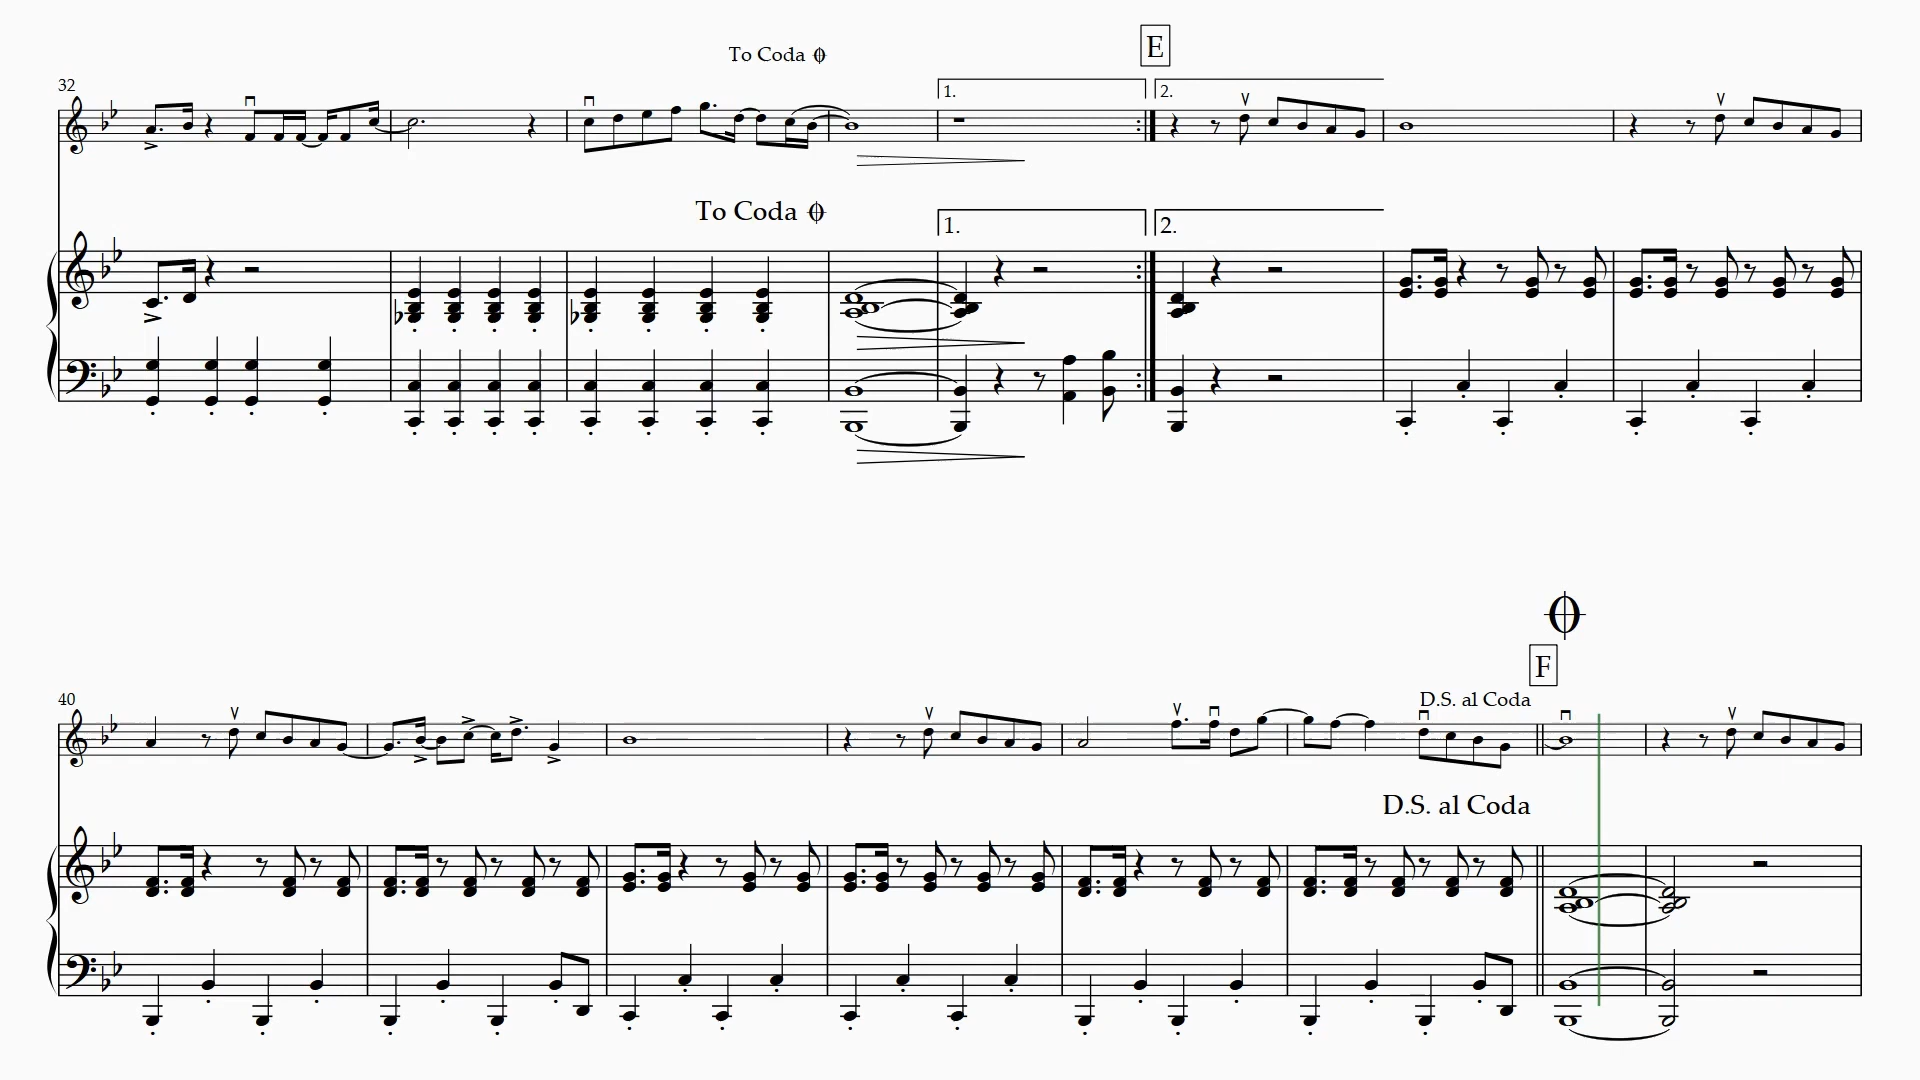 To Coda
E
32
1.
2.
To Coda
1.
2.
F
40
D.S. al Coda
D.S. al Coda